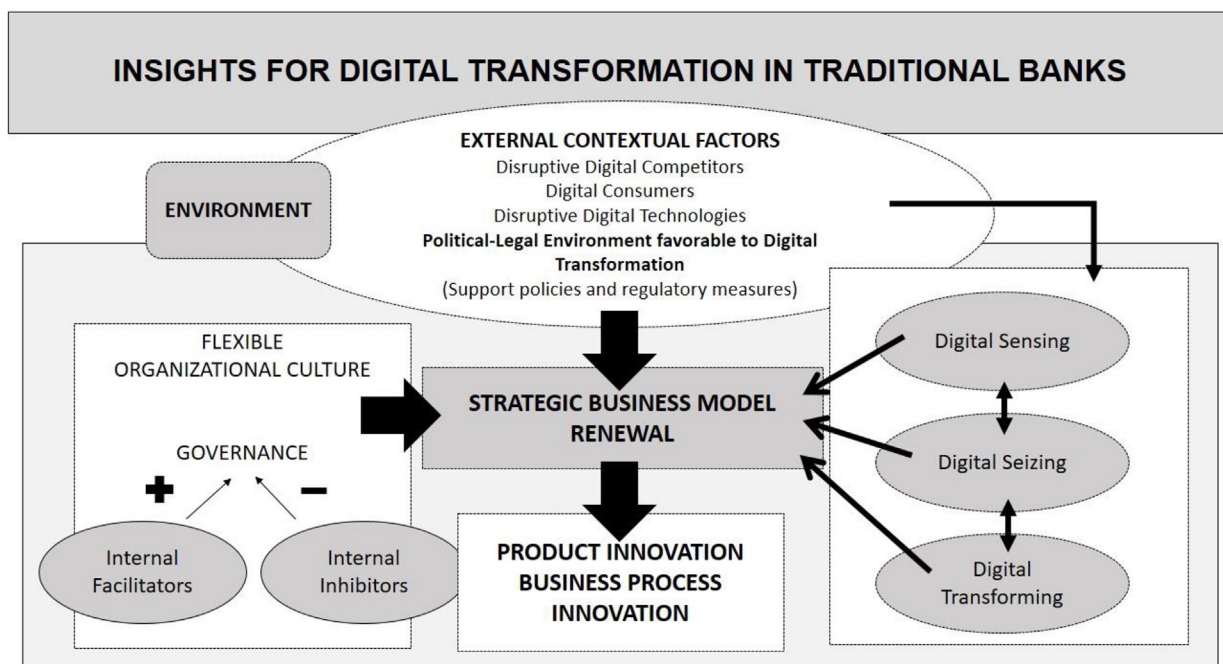 INSIGHTS FOR DIGITAL TRANSFORMATION IN TRADITIONAL BANKS
EXTERNAL CONTEXTUAL FACTORS
Disruptive Digital Competitors
Digital Consumers
Disruptive Digital Technologies
Political-Legal Environment favorable to Digital
Transformation
(Support policies and regulatory measures)
ENVIRONMENT
FLEXIBLE
ORGANIZATIONAL CULTURE
GOVERNANCE
+
−
Internal
Facilitators
Internal
Inhibitors
STRATEGIC BUSINESS MODEL
RENEWAL
PRODUCT INNOVATION
BUSINESS PROCESS
INNOVATION
Digital Sensing
Digital Seizing
Digital
Transforming